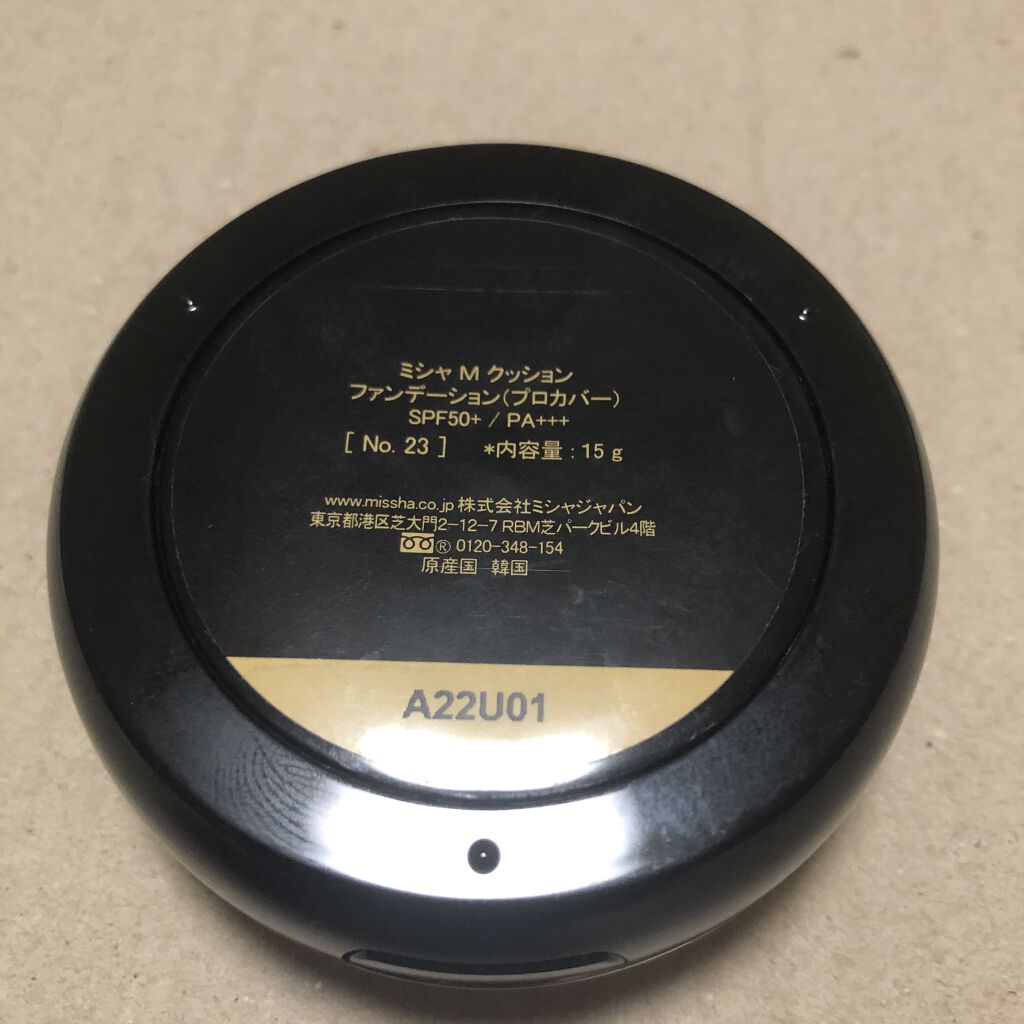 ミシャ M クッション
ファンデーション(プロカバー)
SPF50+ / PA+++
[ No. 23 ] *内容量 : 15 g
www.missha.co.jp 株式会社ミシャジャパン
東京都港区芝大門2-12-7 RBM芝パークビル4階
® 0120-348-154
原産国 韓国
A22U01